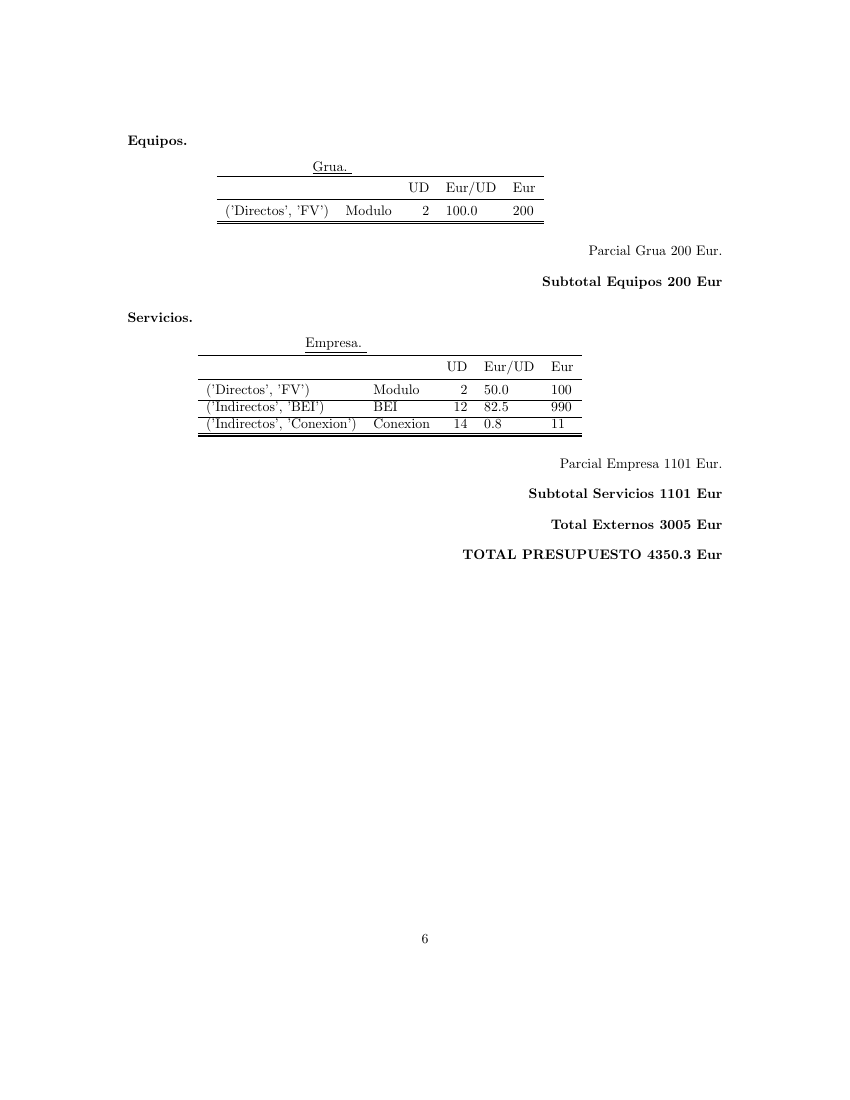 Equipos.
Grua.
UD Eur/UD Eur
('Directos', 'FV') Modulo 2 100.0 200
Parcial Grua 200 Eur.
Subtotal Equipos 200 Eur
Servicios.
Empresa.
UD Eur/UD Eur
('Directos', 'FV') Modulo 2 50.0 100
('Indirectos', 'BEI') BEI 12 82.5 990
('Indirectos', 'Conexion') Conexion 14 0.8 11
Parcial Empresa 1101 Eur.
Subtotal Servicios 1101 Eur
Total Externos 3005 Eur
TOTAL PRESUPUESTO 4350.3 Eur
6